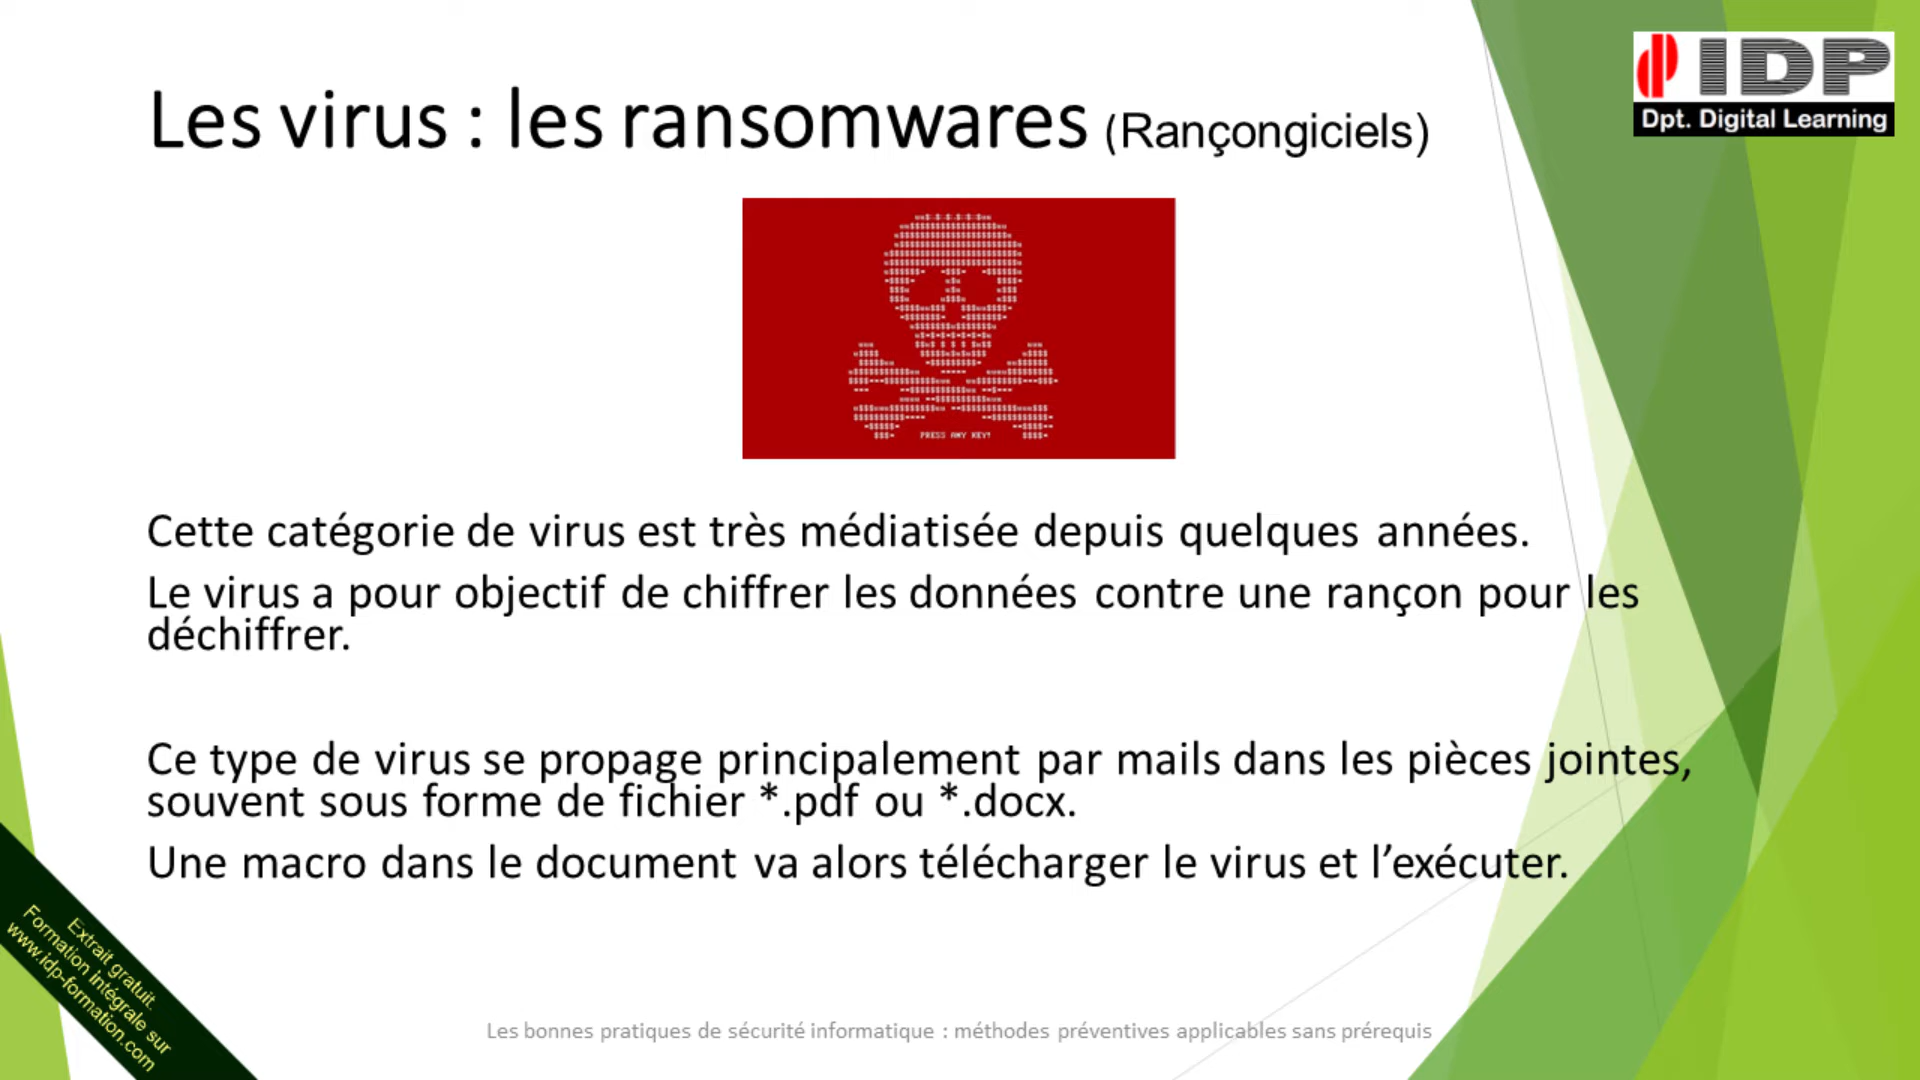 Les virus : les ransomwares (Rançongiciels)
IDP
Dpt. Digital Learning
PRESS ANY KEY!
Cette catégorie de virus est très médiatisée depuis quelques années.
Le virus a pour objectif de chiffrer les données contre une rançon pour les
déchiffrer.
Ce type de virus se propage principalement par mails dans les pièces jointes,
souvent sous forme de fichier *.pdf ou *.docx.
Une macro dans le document va alors télécharger le virus et l’exécuter.
Extrait gratuit.
Formation Intégrale sur
www.idp-formation.com
Les bonnes pratiques de sécurité informatique : méthodes préventives applicables sans prérequis